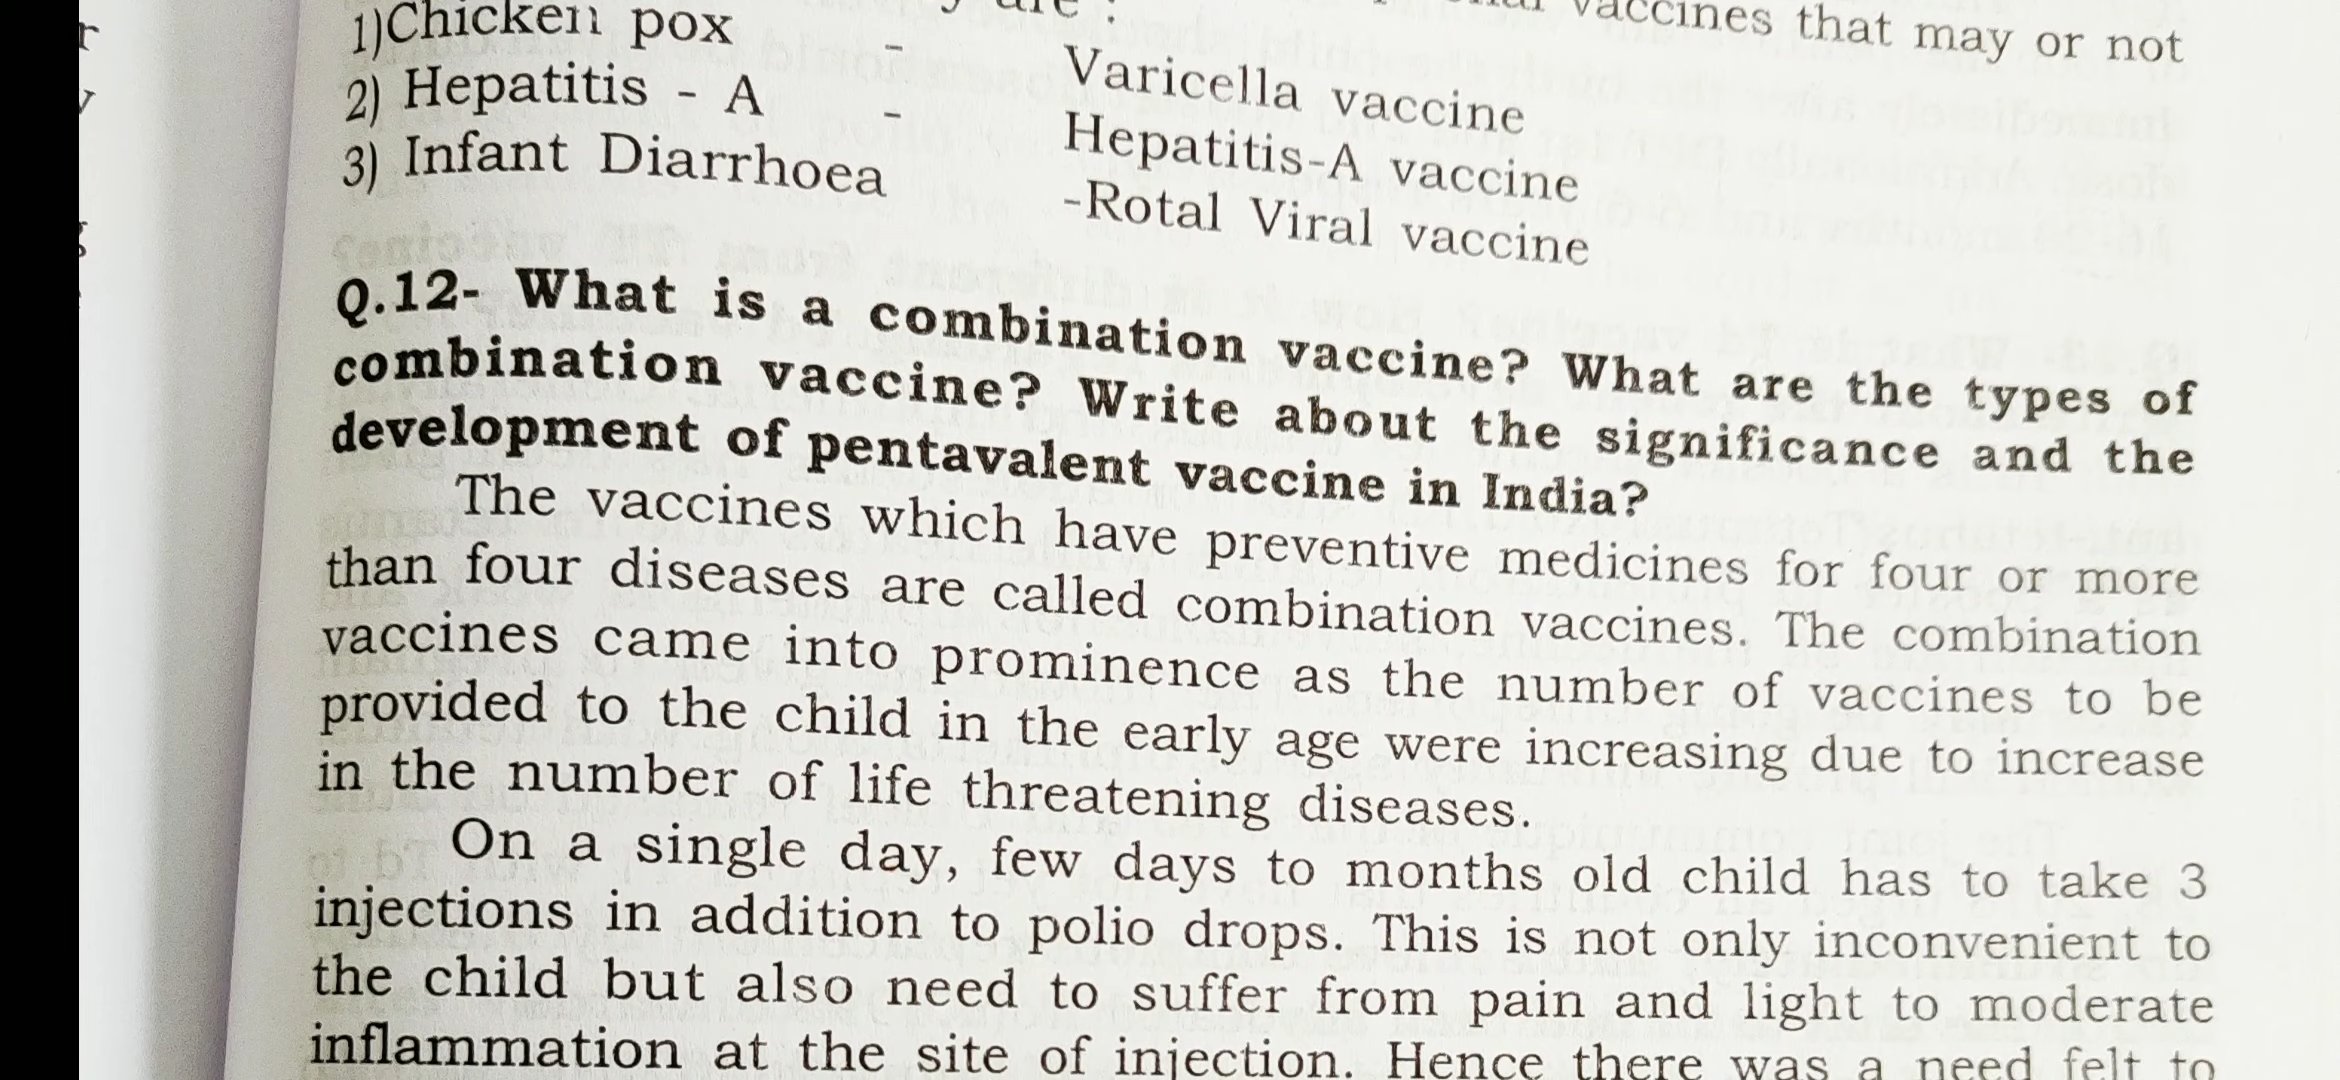 vaccines that may or not
1)Chicken pox - Varicella vaccine
2) Hepatitis - A - Hepatitis-A vaccine
3) Infant Diarrhoea -Rotal Viral vaccine
Q.12- What is a combination vaccine? What are the types of
combination vaccine? Write about the significance and the
development of pentavalent vaccine in India?
The vaccines which have preventive medicines for four or more
than four diseases are called combination vaccines. The combination
vaccines came into prominence as the number of vaccines to be
provided to the child in the early age were increasing due to increase
in the number of life threatening diseases.
On a single day, few days to months old child has to take 3
injections in addition to polio drops. This is not only inconvenient to
the child but also need to suffer from pain and light to moderate
inflammation at the site of injection. Hence there was a need felt to